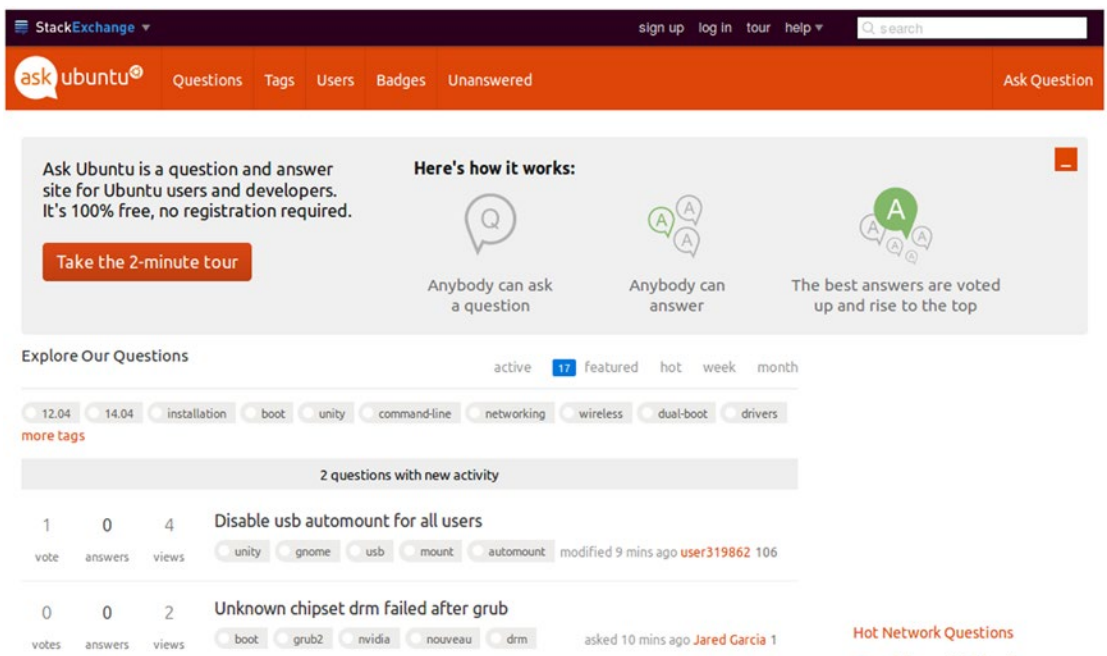 StackExchange sign up log in tour help search
ask ubuntu Questions Tags Users Badges Unanswered Ask Question
Ask Ubuntu is a question and answer
site for Ubuntu users and developers.
It's 100% free, no registration required.
Take the 2-minute tour
Here's how it works:
Q
Anybody can ask
a question
A A A
Anybody can
answer
A A A A A
The best answers are voted
up and rise to the top
Explore Our Questions
active 17 featured hot week month
12.04 14.04 installation boot unity command-line networking wireless dual-boot drivers
more tags
2 questions with new activity
1 0 4 Disable usb automount for all users
vote answers views unity gnome usb mount automount modified 9 mins ago user319862 106
0 0 2 Unknown chipset drm failed after grub
votes answers views boot grub2 nvidia nouveau drm asked 10 mins ago Jared Garcia 1
Hot Network Questions